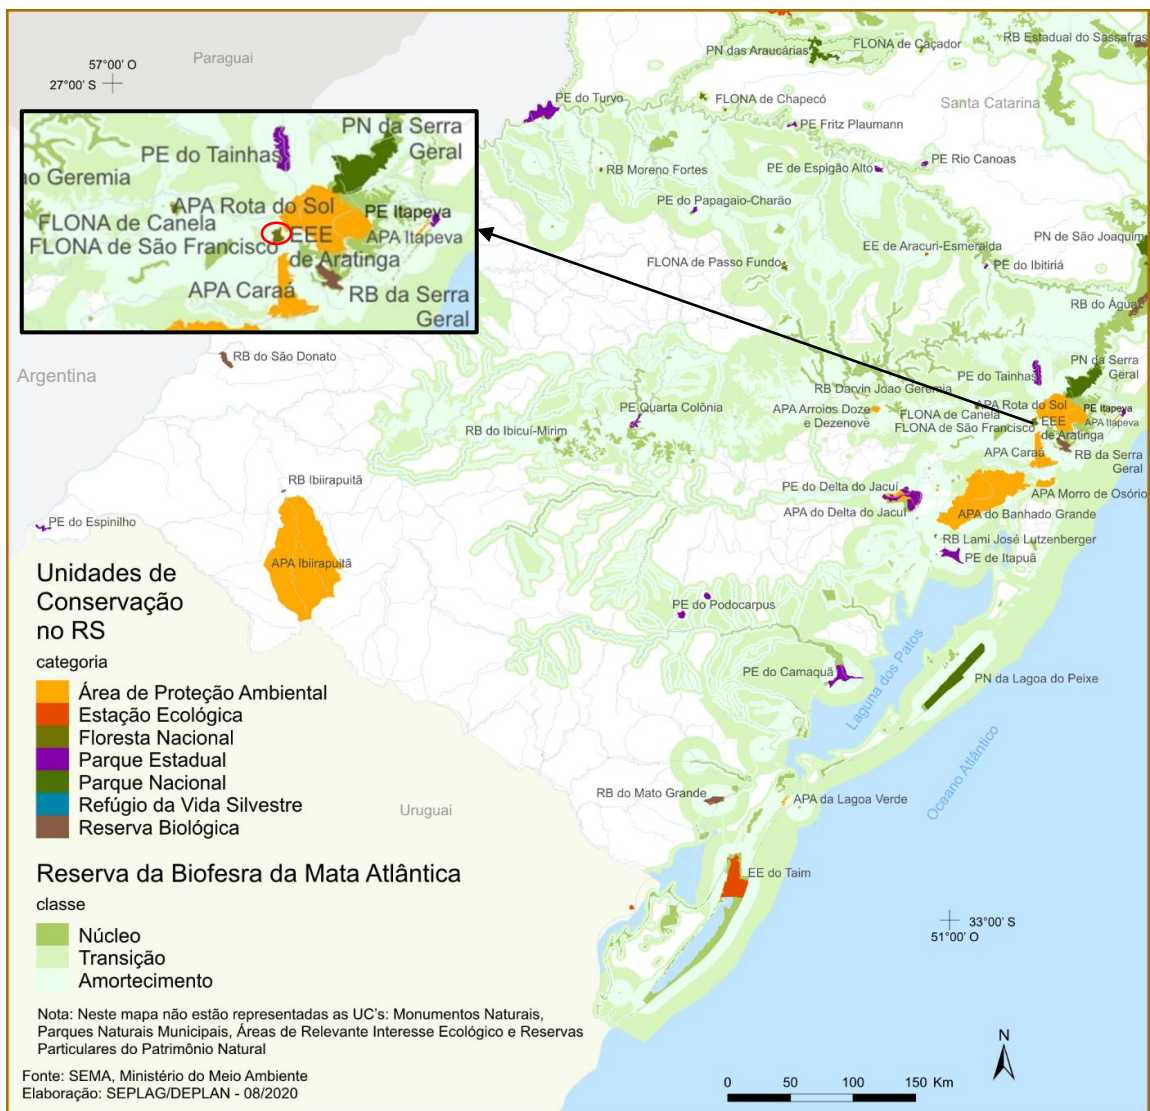 57°00' O
27°00' S
Paraguai
PN das Araucárias
FLONA de Caçador
RB Estadual do Sassafras
PE do Turvo
FLONA de Chapecó
Santa Catarina
PE Fritz Plaumann
PN da Serra
Geral
PE do Tainhas
ao Geremia
APA Rota do Sol
PE Itapeva
FLONA de Canela
EEE
APA Itapeva
FLONA de São Francisco
de Aratinga
APA Caraá
RB da Serra
Geral
RB Moreno Fortes
PE de Espigão Alto
PE Rio Canoas
PE do Papagaio-Charão
PN de São Joaquim
EE de Aracuri-Esmeralda
FLONA de Passo Fundo
PE do Ibitiriá
RB do Água
RB do São Donato
Argentina
PN da Serra
Geral
PE do Tainhas
RB Darvin Joao Geremia
PE Quarta Colônia
APA Arroios Doze
e Dezenove
APA Rota do Sol
PE Itapeva
FLONA de Canela
EEE
APA Itapeva
FLONA de São Francisco
de Aratinga
RB do Ibicuí-Mirim
APA Caraá
RB da Serra
Geral
RB Ibiirapuitã
PE do Delta do Jacuí
APA Morro de Osório
APA do Delta do Jacuí
APA do Banhado Grande
PE do Espinilho
RB Lami José Lutzenberger
PE de Itapuã
APA Ibiirapuitã
PE do Podocarpus
PE do Camaquã
Laguna dos Patos
PN da Lagoa do Peixe
Oceano Atlântico
RB do Mato Grande
APA da Lagoa Verde
Uruguai
EE do Taim
33°00' S
51°00' O
Unidades de
Conservação
no RS
categoria
Área de Proteção Ambiental
Estação Ecológica
Floresta Nacional
Parque Estadual
Parque Nacional
Refúgio da Vida Silvestre
Reserva Biológica
Reserva da Biofesra da Mata Atlântica
classe
Núcleo
Transição
Amortecimento
Nota: Neste mapa não estão representadas as UC's: Monumentos Naturais,
Parques Naturais Municipais, Áreas de Relevante Interesse Ecológico e Reservas
Particulares do Patrimônio Natural
Fonte: SEMA, Ministério do Meio Ambiente
Elaboração: SEPLAG/DEPLAN - 08/2020
N
0 50 100 150 Km